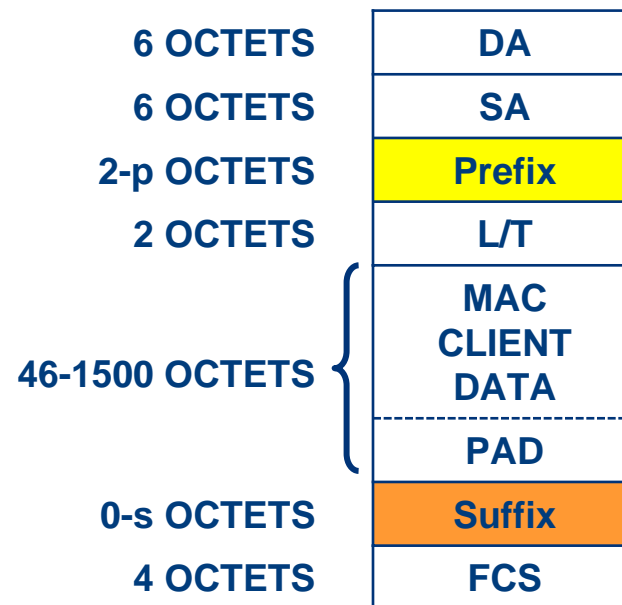 6 OCTETS DA
6 OCTETS SA
2-p OCTETS Prefix
2 OCTETS L/T
46-1500 OCTETS
MAC
CLIENT
DATA
PAD
0-s OCTETS Suffix
4 OCTETS FCS